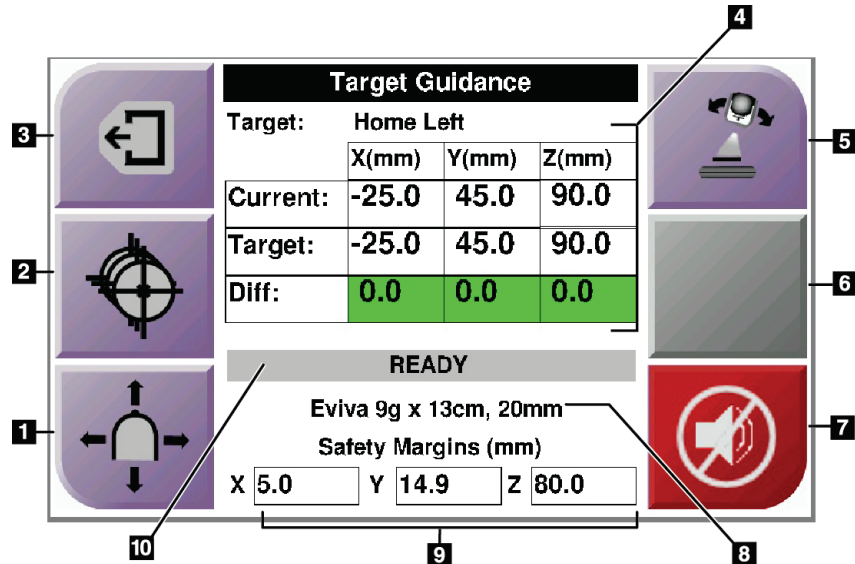 4
Target Guidance
3
Target: Home Left
5
X(mm) Y(mm) Z(mm)
Current: -25.0 45.0 90.0
Target: -25.0 45.0 90.0
2
Diff: 0.0 0.0 0.0
6
READY
Eviva 9g x 13cm, 20mm
1
7
Safety Margins (mm)
X 5.0 Y 14.9 Z 80.0
10
9
8